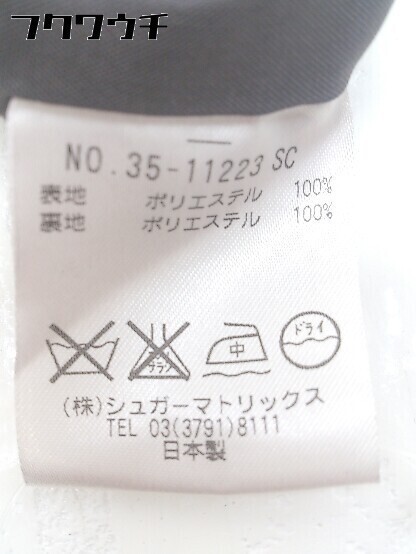 フクワウチ
NO.35-11223 SC
表地 ポリエステル 100%
裏地 ポリエステル 100%
中 ドライ
(株)シュガーマトリックス
TEL 03(3791)8111
日本製